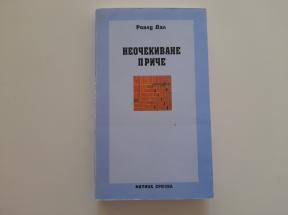 Роалд Дал
НЕОЧЕКИВАНЕ
ПРИЧЕ
МАТИЦА СРПСКА